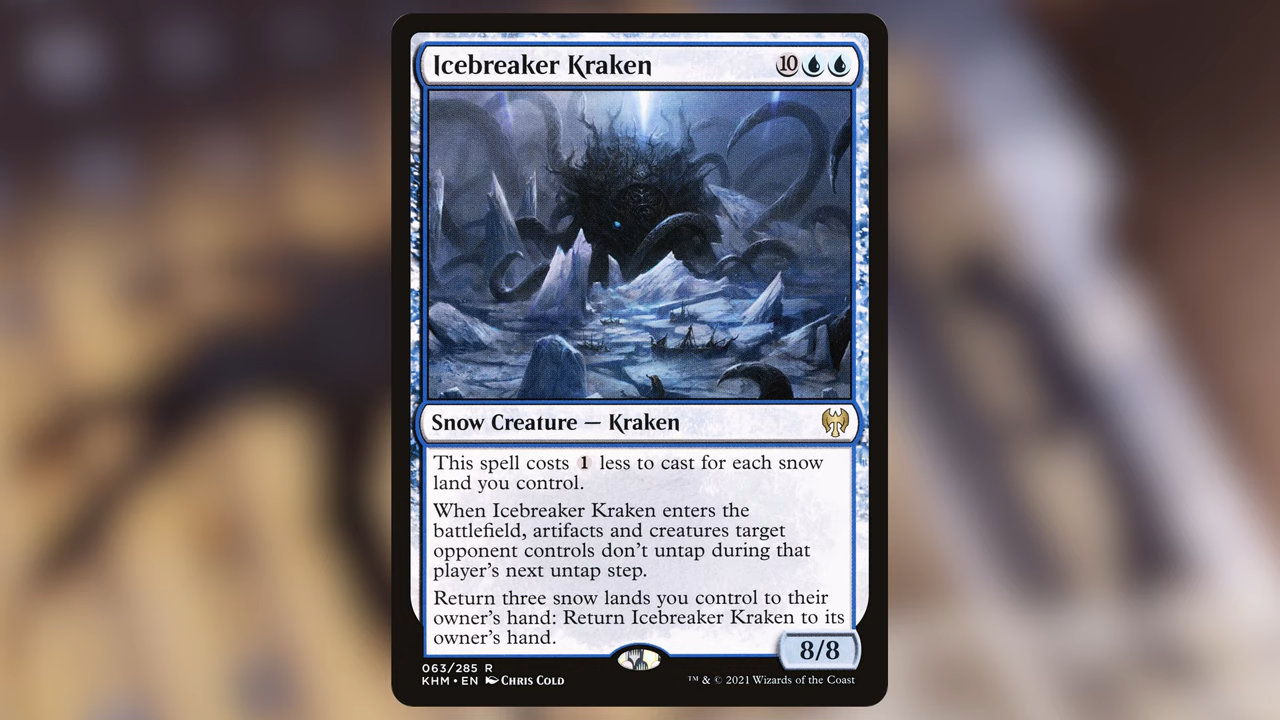 Icebreaker Kraken 10
Snow Creature — Kraken
This spell costs 1 less to cast for each snow
land you control.
When Icebreaker Kraken enters the
battlefield, artifacts and creatures target
opponent controls don't untap during that
player's next untap step.
Return three snow lands you control to their
owner's hand: Return Icebreaker Kraken to its
owner's hand.
8/8
063/285 R
KHM • EN Chris Cold
™ & © 2021 Wizards of the Coast